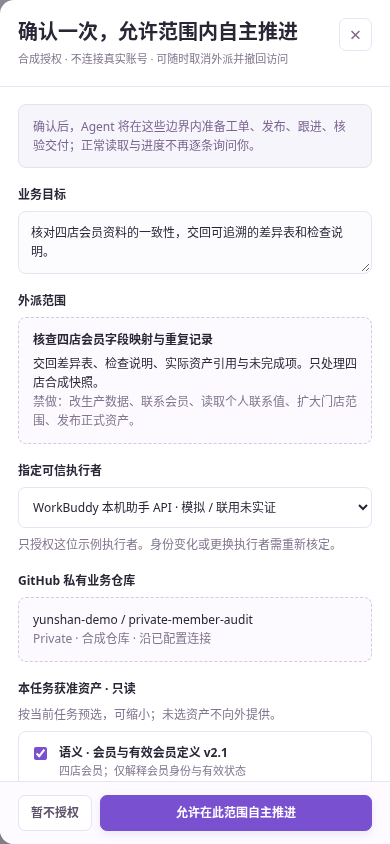 确认一次，允许范围内自主推进
合成授权 · 不连接真实账号 · 可随时取消外派并撤回访问
确认后，Agent 将在这些边界内准备工单、发布、跟进、核
验交付；正常读取与进度不再逐条询问你。
业务目标
核对四店会员资料的一致性，交回可追溯的差异表和检查说
明。
外派范围
核查四店会员字段映射与重复记录
交回差异表、检查说明、实际资产引用与未完成项。只处理四
店合成快照。
禁做：改生产数据、联系会员、读取个人联系值、扩大门店范
围、发布正式资产。
指定可信执行者
WorkBuddy 本机助手 API · 模拟 / 联用未实证
只授权这位示例执行者。身份变化或更换执行者需重新核定。
GitHub 私有业务仓库
yunshan-demo / private-member-audit
Private · 合成仓库 · 沿已配置连接
本任务获准资产 · 只读
按当前任务预选，可缩小；未选资产不向外提供。
语义 · 会员与有效会员定义 v2.1
四店会员；仅解释会员身份与有效状态
暂不授权
允许在此范围自主推进